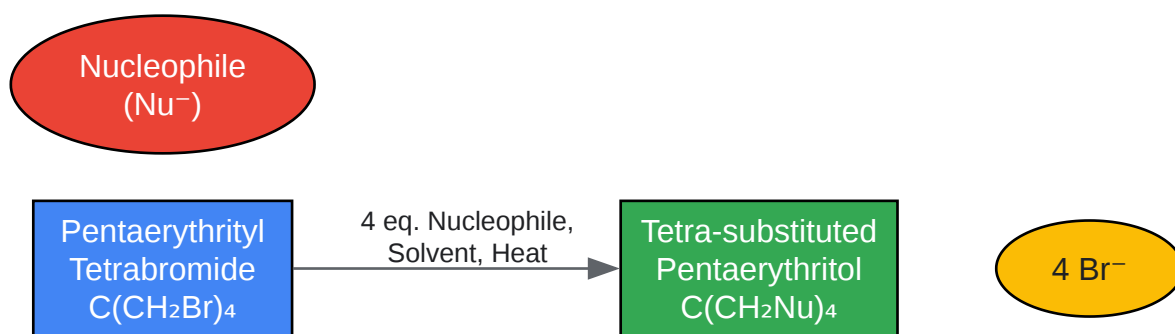 Nucleophile
(Nu⁻)
Pentaerythrityl
Tetrabromide
C(CH₂Br)₄
4 eq. Nucleophile,
Solvent, Heat
Tetra-substituted
Pentaerythritol
C(CH₂Nu)₄
4 Br⁻